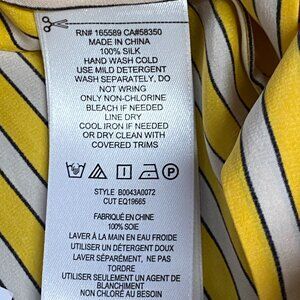 RN# 165589 CA#58350
MADE IN CHINA
100% SILK
HAND WASH COLD
USE MILD DETERGENT
WASH SEPARATELY, DO
NOT WRING
ONLY NON-CHLORINE
BLEACH IF NEEDED
LINE DRY
COOL IRON IF NEEDED
OR DRY CLEAN WITH
COVERED TRIMS
STYLE B0043A0072
CUT EQ19665
FABRIQUÉ EN CHINE
100% SOIE
LAVER À LA MAIN EN EAU FROIDE
UTILISER UN DÉTERGENT DOUX
LAVER SÉPARÉMENT, NE PAS
TORDRE
UTILISER SEULEMENT UN AGENT DE
BLANCHIMENT
NON CHLORÉ AU BESOIN